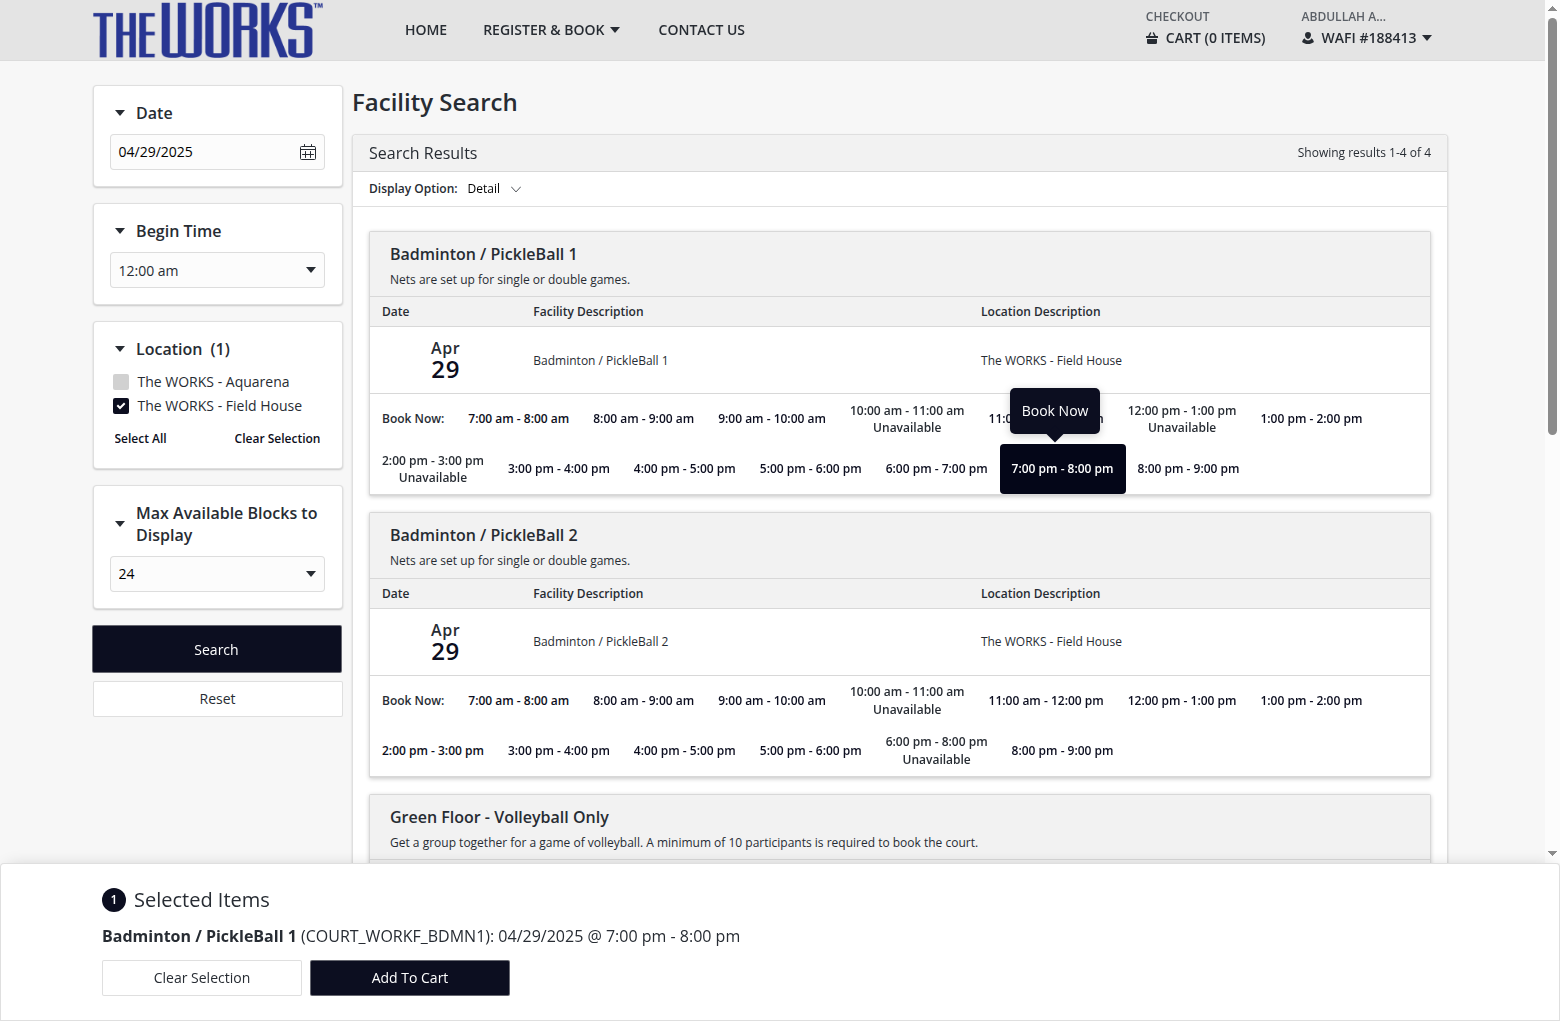 THEWORKS™
HOME
REGISTER & BOOK
CONTACT US
CHECKOUT
CART (0 ITEMS)
ABDULLAH A...
WAFI #188413
Date
04/29/2025
Begin Time
12:00 am
Location (1)
The WORKS - Aquarena
The WORKS - Field House
Select All
Clear Selection
Max Available Blocks to
Display
24
Search
Reset
Facility Search
Search Results
Showing results 1-4 of 4
Display Option: Detail
Badminton / PickleBall 1
Nets are set up for single or double games.
Date
Facility Description
Location Description
Apr
29
Badminton / PickleBall 1
The WORKS - Field House
Book Now
Book Now:
7:00 am - 8:00 am
8:00 am - 9:00 am
9:00 am - 10:00 am
10:00 am - 11:00 am
Unavailable
12:00 pm - 1:00 pm
Unavailable
1:00 pm - 2:00 pm
2:00 pm - 3:00 pm
Unavailable
3:00 pm - 4:00 pm
4:00 pm - 5:00 pm
5:00 pm - 6:00 pm
6:00 pm - 7:00 pm
7:00 pm - 8:00 pm
8:00 pm - 9:00 pm
Badminton / PickleBall 2
Nets are set up for single or double games.
Date
Facility Description
Location Description
Apr
29
Badminton / PickleBall 2
The WORKS - Field House
Book Now:
7:00 am - 8:00 am
8:00 am - 9:00 am
9:00 am - 10:00 am
10:00 am - 11:00 am
Unavailable
11:00 am - 12:00 pm
12:00 pm - 1:00 pm
1:00 pm - 2:00 pm
2:00 pm - 3:00 pm
3:00 pm - 4:00 pm
4:00 pm - 5:00 pm
5:00 pm - 6:00 pm
6:00 pm - 8:00 pm
Unavailable
8:00 pm - 9:00 pm
Green Floor - Volleyball Only
Get a group together for a game of volleyball. A minimum of 10 participants is required to book the court.
1 Selected Items
Badminton / PickleBall 1 (COURT_WORKF_BDMN1): 04/29/2025 @ 7:00 pm - 8:00 pm
Clear Selection
Add To Cart